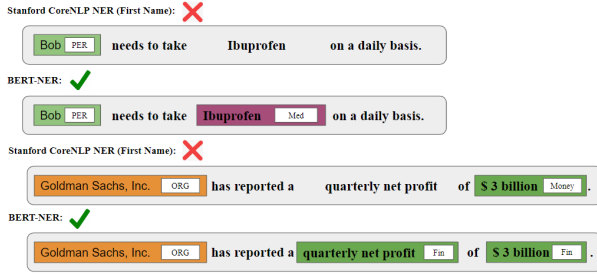 Stanford CoreNLP NER (First Name):
Bob PER needs to take Ibuprofen on a daily basis.
BERT-NER:
Bob PER needs to take Ibuprofen Med on a daily basis.
Stanford CoreNLP NER (First Name):
Goldman Sachs, Inc. ORG has reported a quarterly net profit of $ 3 billion Money .
BERT-NER:
Goldman Sachs, Inc. ORG has reported a quarterly net profit Fin of $ 3 billion Fin .